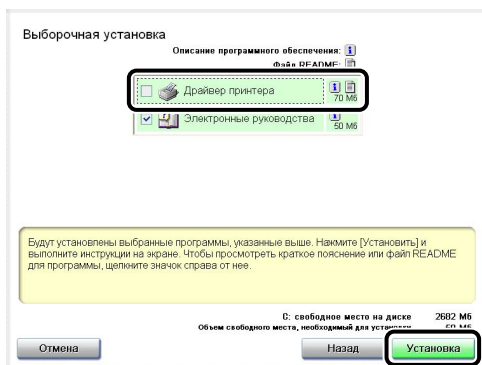 Выборочная установка
Описание программного обеспечения:
Файл README:
Драйвер принтера
70 Мб
Электронные руководства
50 Мб
Будут установлены выбранные программы, указанные выше. Нажмите [Установить] и
выполните инструкции на экране. Чтобы просмотреть краткое пояснение или файл README
для программы, щелкните значок справа от нее.
С: свободное место на диске 2682 Мб
Объем свободного места, необходимый для установки 50 Мб
Отмена
Назад
Установка